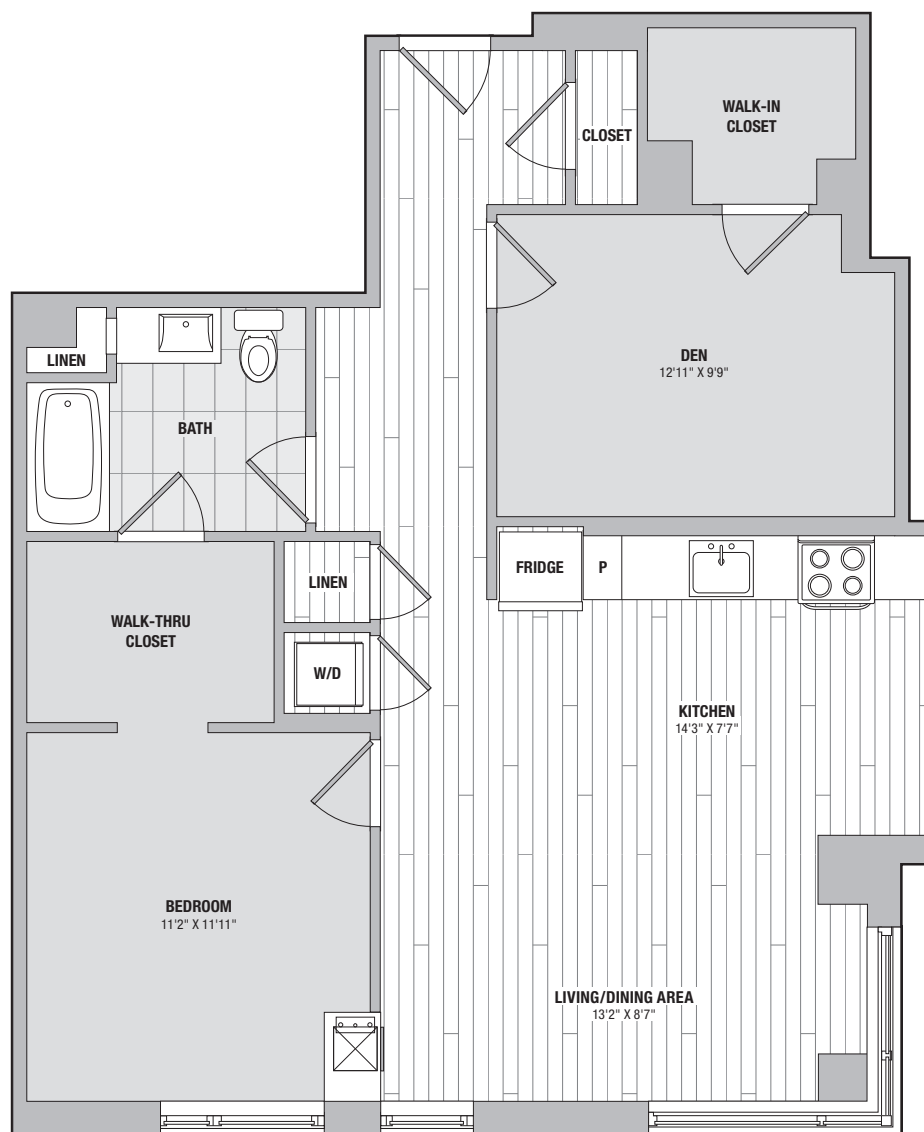 WALK-IN
CLOSET
CLOSET
DEN
12'11" X 9'9"
LINEN
BATH
FRIDGE
P
LINEN
WALK-THRU
CLOSET
W/D
KITCHEN
14'3" X 7'7"
BEDROOM
11'2" X 11'11"
LIVING/DINING AREA
13'2" X 8'7"